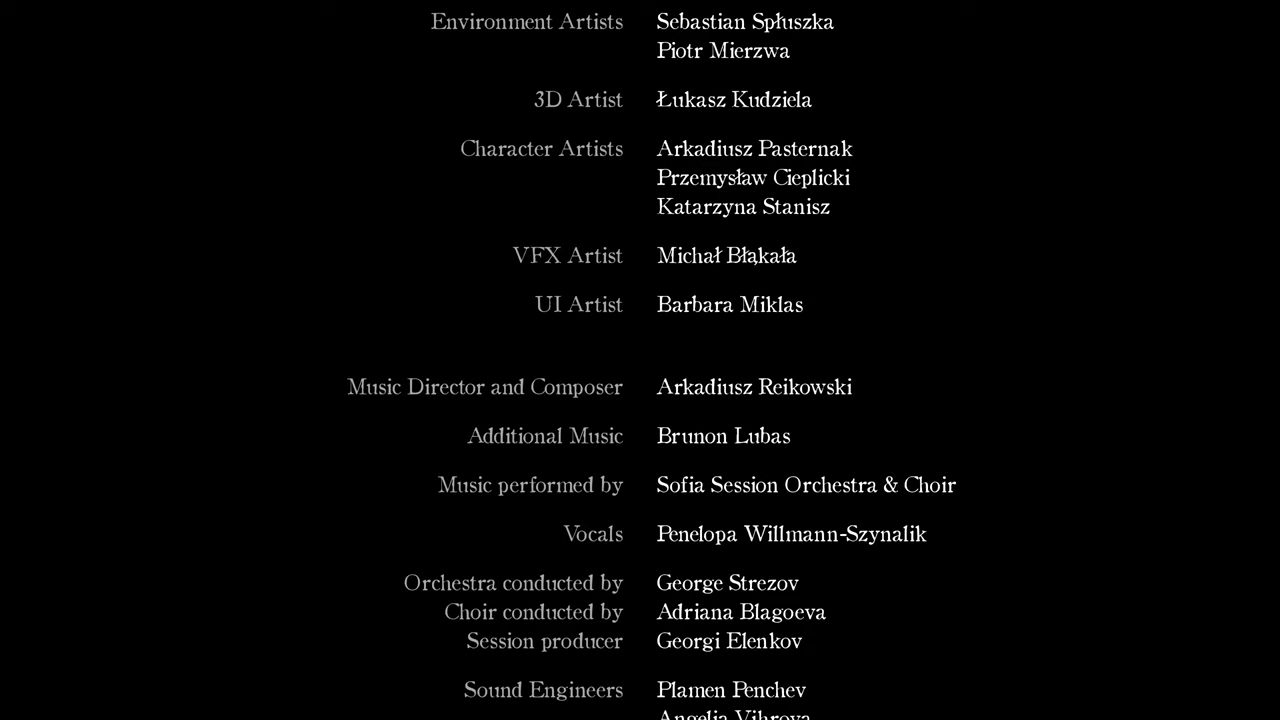 Environment Artists Sebastian Spłuszka
Piotr Mierzwa
3D Artist Łukasz Kudziela
Character Artists Arkadiusz Pasternak
Przemysław Cieplicki
Katarzyna Stanisz
VFX Artist Michał Błąkała
UI Artist Barbara Miklas
Music Director and Composer Arkadiusz Reikowski
Additional Music Brunon Lubas
Music performed by Sofia Session Orchestra & Choir
Vocals Penelopa Willmann-Szynalik
Orchestra conducted by George Strezov
Choir conducted by Adriana Blagoeva
Session producer Georgi Elenkov
Sound Engineers Plamen Penchev
Angelia Vihrova